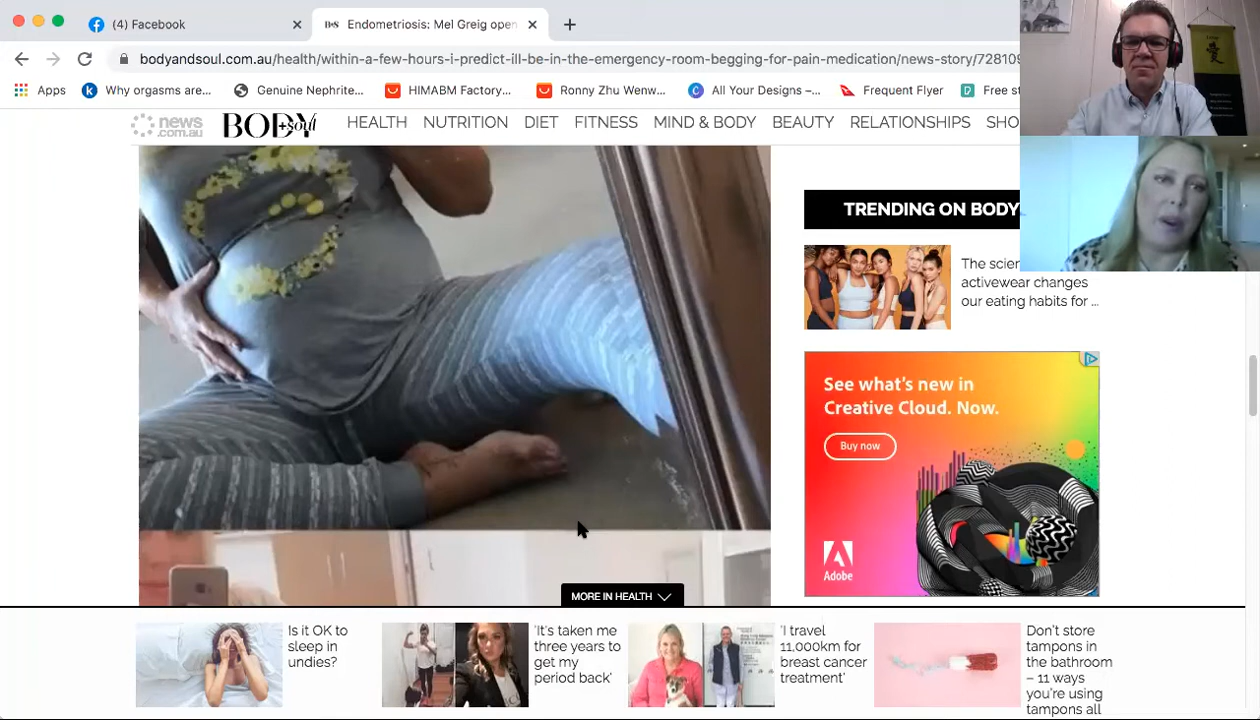 (4) Facebook
B+S
Endometriosis: Mel Greig open
bodyandsoul.com.au/health/within-a-few-hours-i-predict-ill-be-in-the-emergency-room-begging-for-pain-medication/news-story/728109
Apps
k
Why orgasms are...
Genuine Nephrite...
HIMABM Factory...
Ronny Zhu Wenw...
C
All Your Designs –...
Frequent Flyer
Free st
news
.com.au
BODY
+Soul
HEALTH
NUTRITION
DIET
FITNESS
MIND & BODY
BEAUTY
RELATIONSHIPS
SHO
愛
TRENDING ON BODY
The scien
activewear changes
our eating habits for ...
See what's new in
Creative Cloud. Now.
Buy now
Adobe
MORE IN HEALTH
Is it OK to
sleep in
undies?
'It's taken me
three years to
get my
period back'
'I travel
11,000km for
breast cancer
treatment'
Don't store
tampons in
the bathroom
– 11 ways
you're using
tampons all